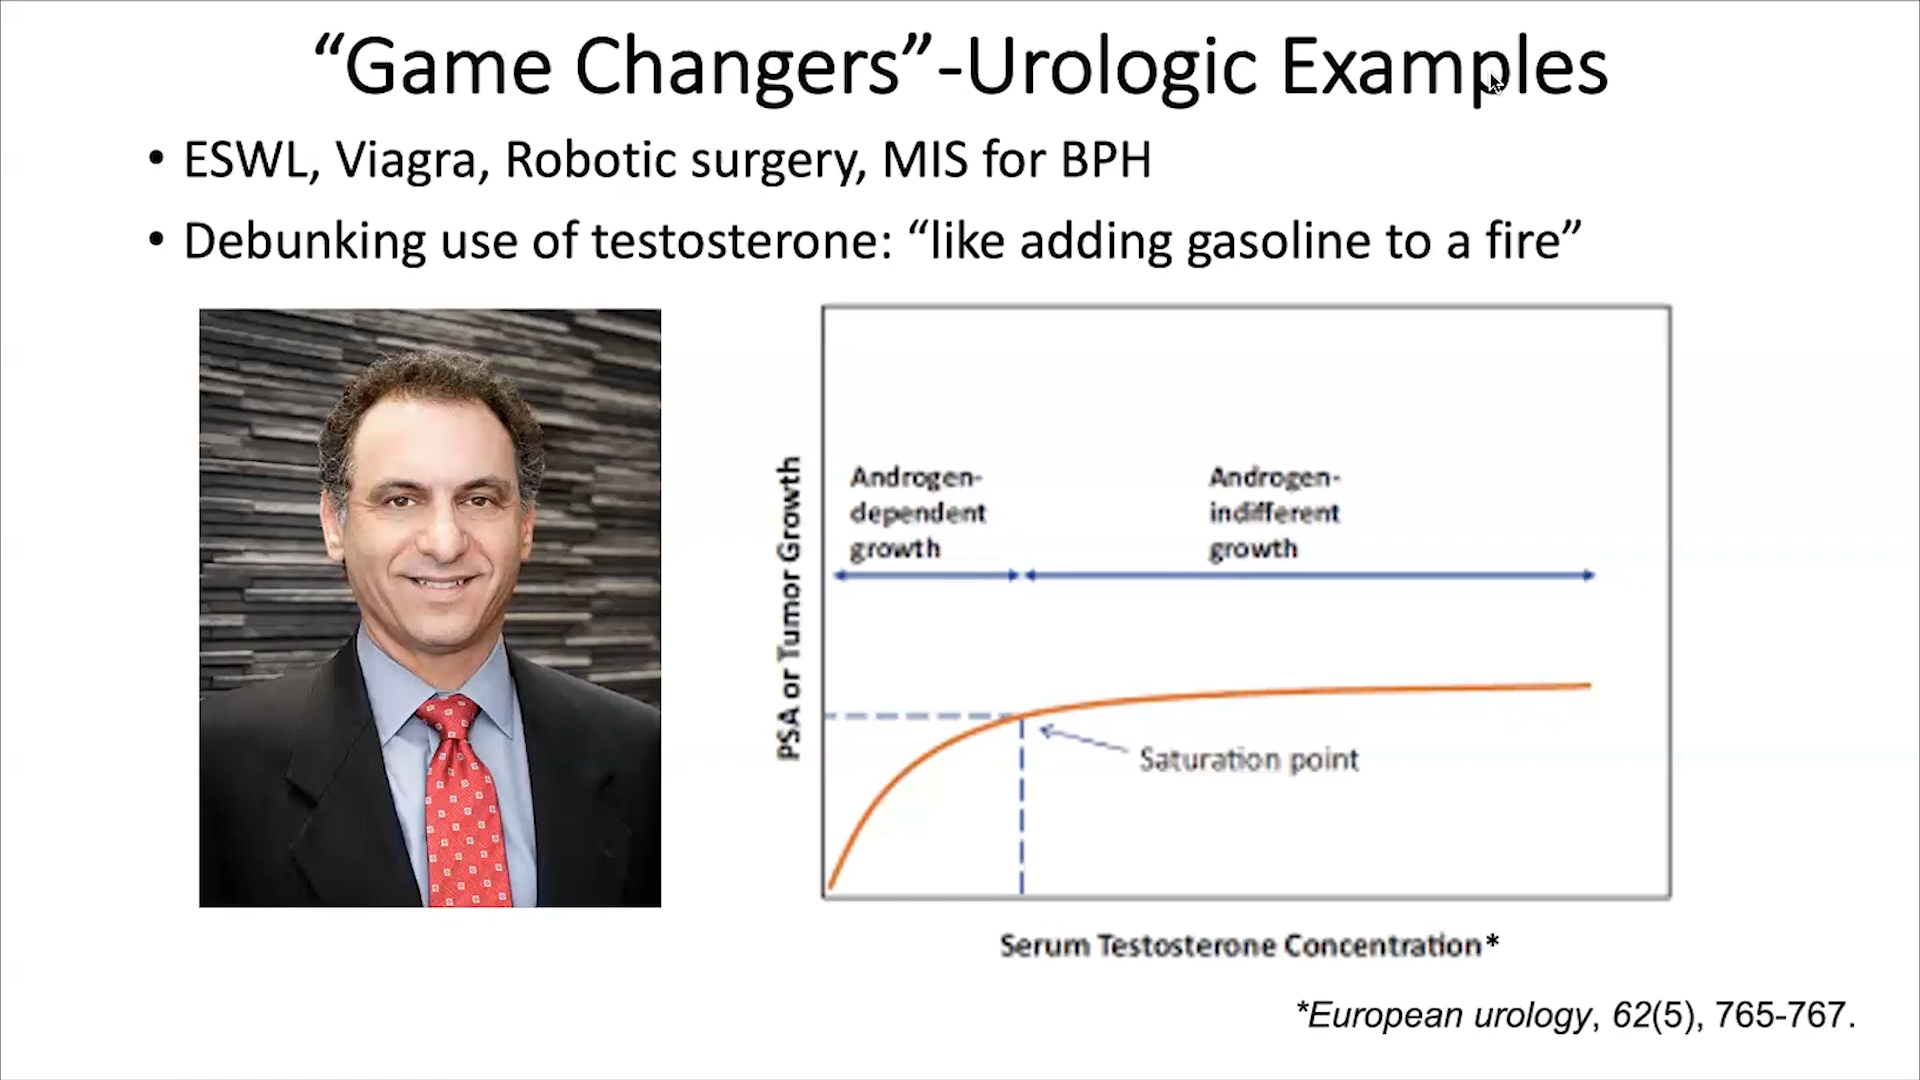 “Game Changers”-Urologic Examples
• ESWL, Viagra, Robotic surgery, MIS for BPH
• Debunking use of testosterone: “like adding gasoline to a fire”
Androgen-
dependent
growth
Androgen-
indifferent
growth
PSA or Tumor Growth
Saturation point
Serum Testosterone Concentration*
*European urology, 62(5), 765-767.